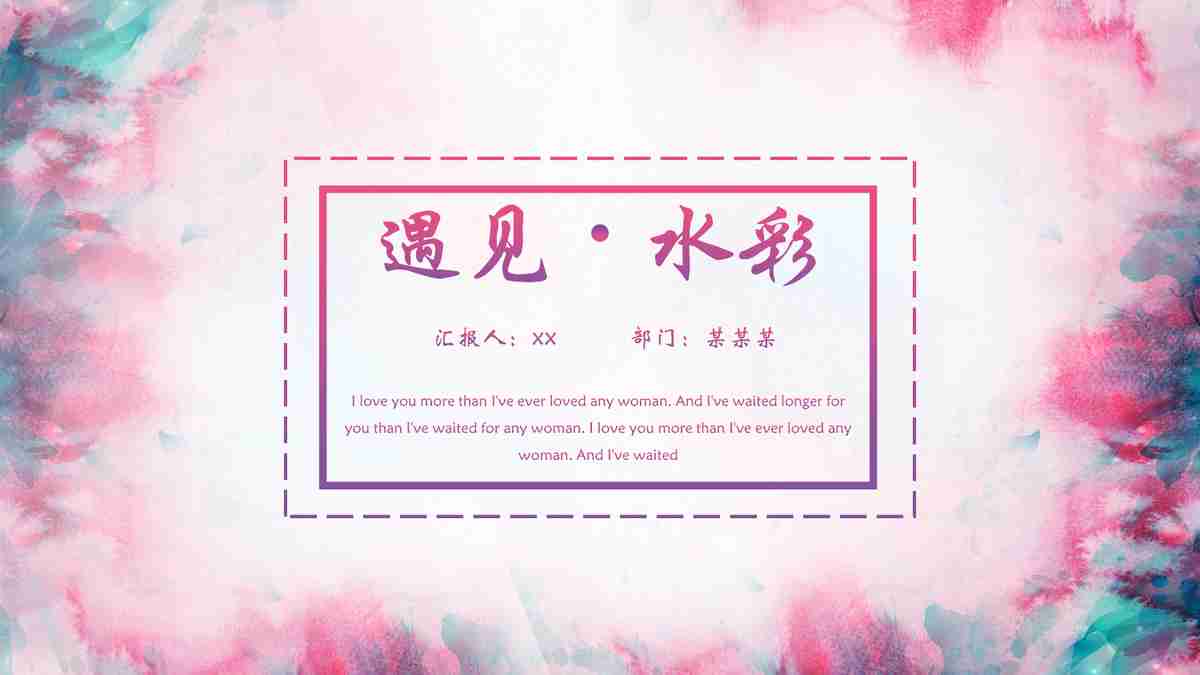 遇见·水彩
汇报人：XX 部门：某某某
I love you more than I've ever loved any woman. And I've waited longer for
you than I've waited for any woman. I love you more than I've ever loved any
woman. And I've waited